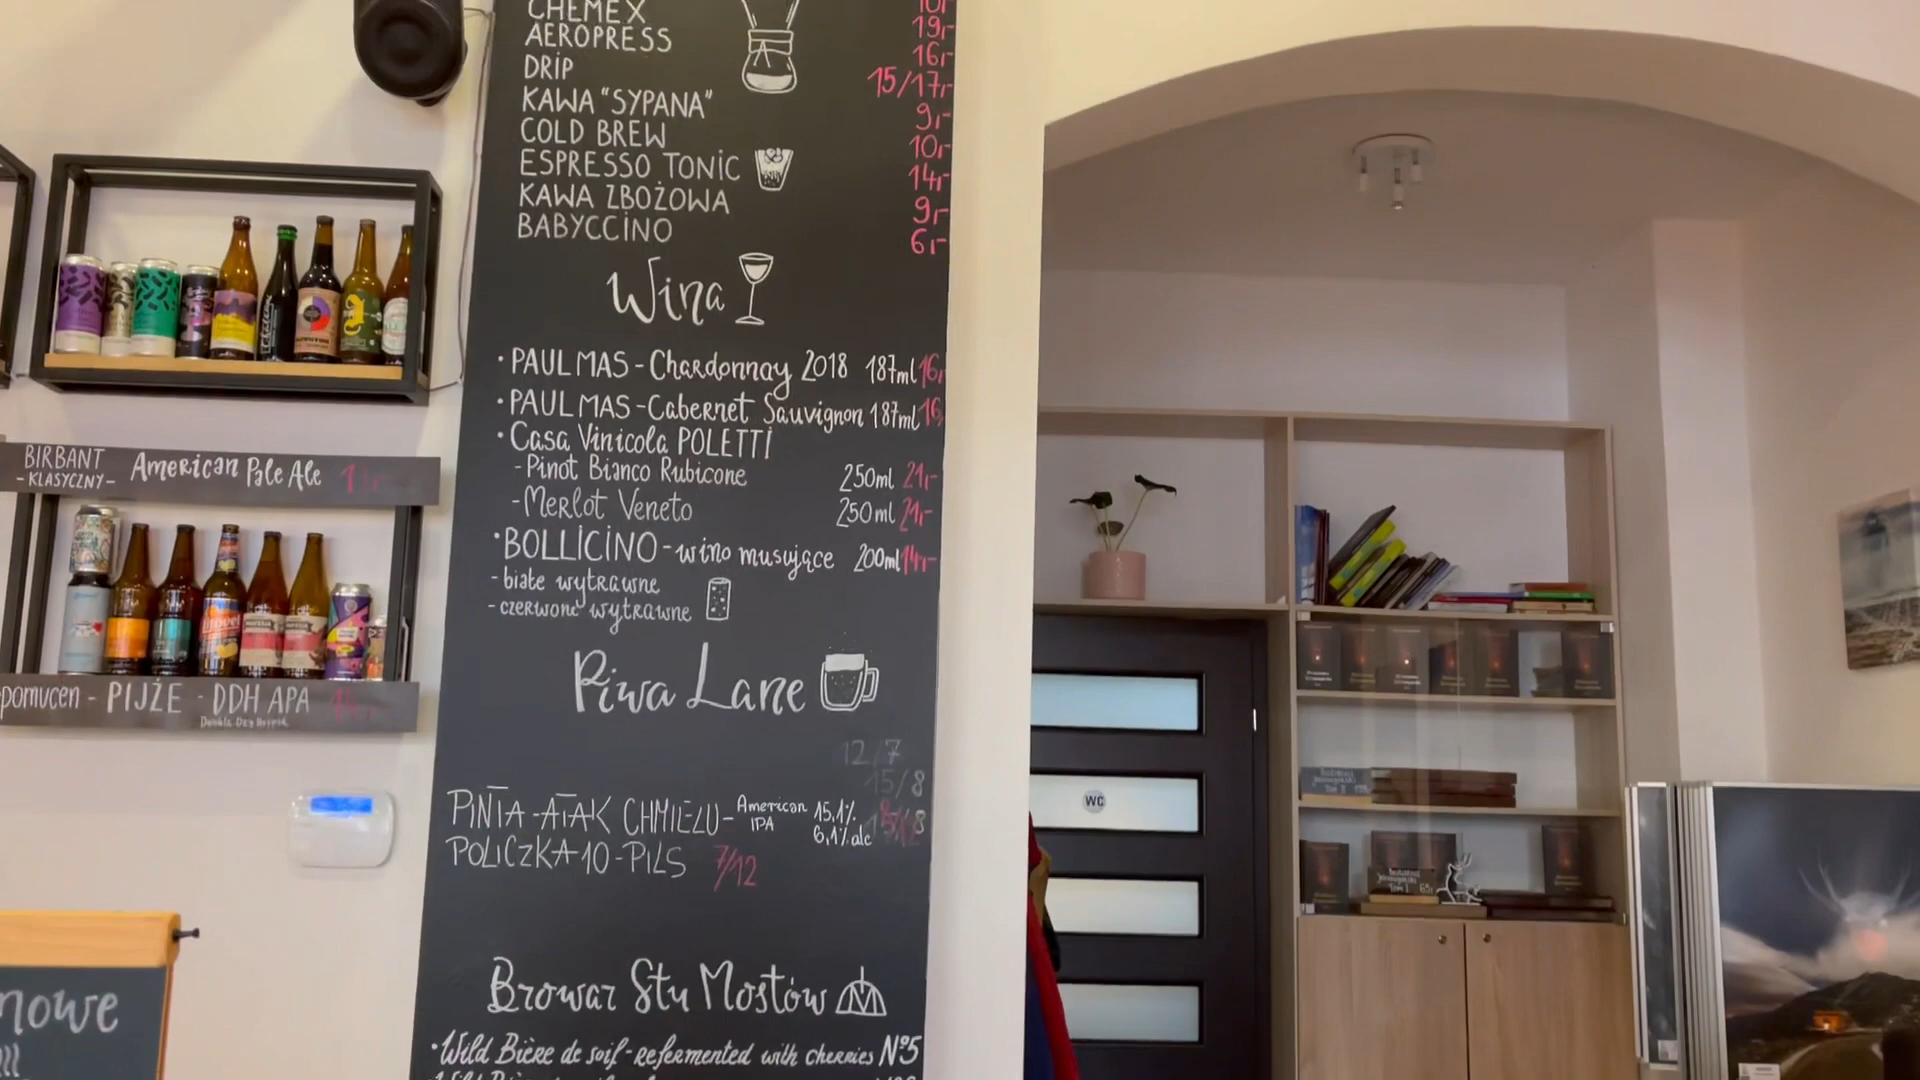 CHEMEX
AEROPRESS 19,-
DRIP 16,-
15/17,-
KAWA "SYPANA" 9,-
COLD BREW 10,-
ESPRESSO TONIC 14,-
KAWA ZBOŻOWA 9,-
BABYCCINO 6,-
Wina
• PAUL MAS - Chardonnay 2018 187ml 16,
• PAUL MAS - Cabernet Sauvignon 187ml 16,
• Casa Vinicola POLETTI
- Pinot Bianco Rubicone 250ml 21,-
- Merlot Veneto 250ml 21,-
• BOLLICINO - wino musujące 200ml 14,-
- białe wytrawne
- czerwone wytrawne
Piwa Lane
12/7
15/8
PINTA - ATAK CHMIELU - American IPA 15,1% 6,1% alc
POLICZKA 10 - PILS 7/12
Browar Stu Mostów
• Wild Bière de soif - refermented with cherries Nº5
BIRBANT
- KLASYCZNY -
American Pale Ale
pomucen - PIJŻE - DDH APA
nowe
WC